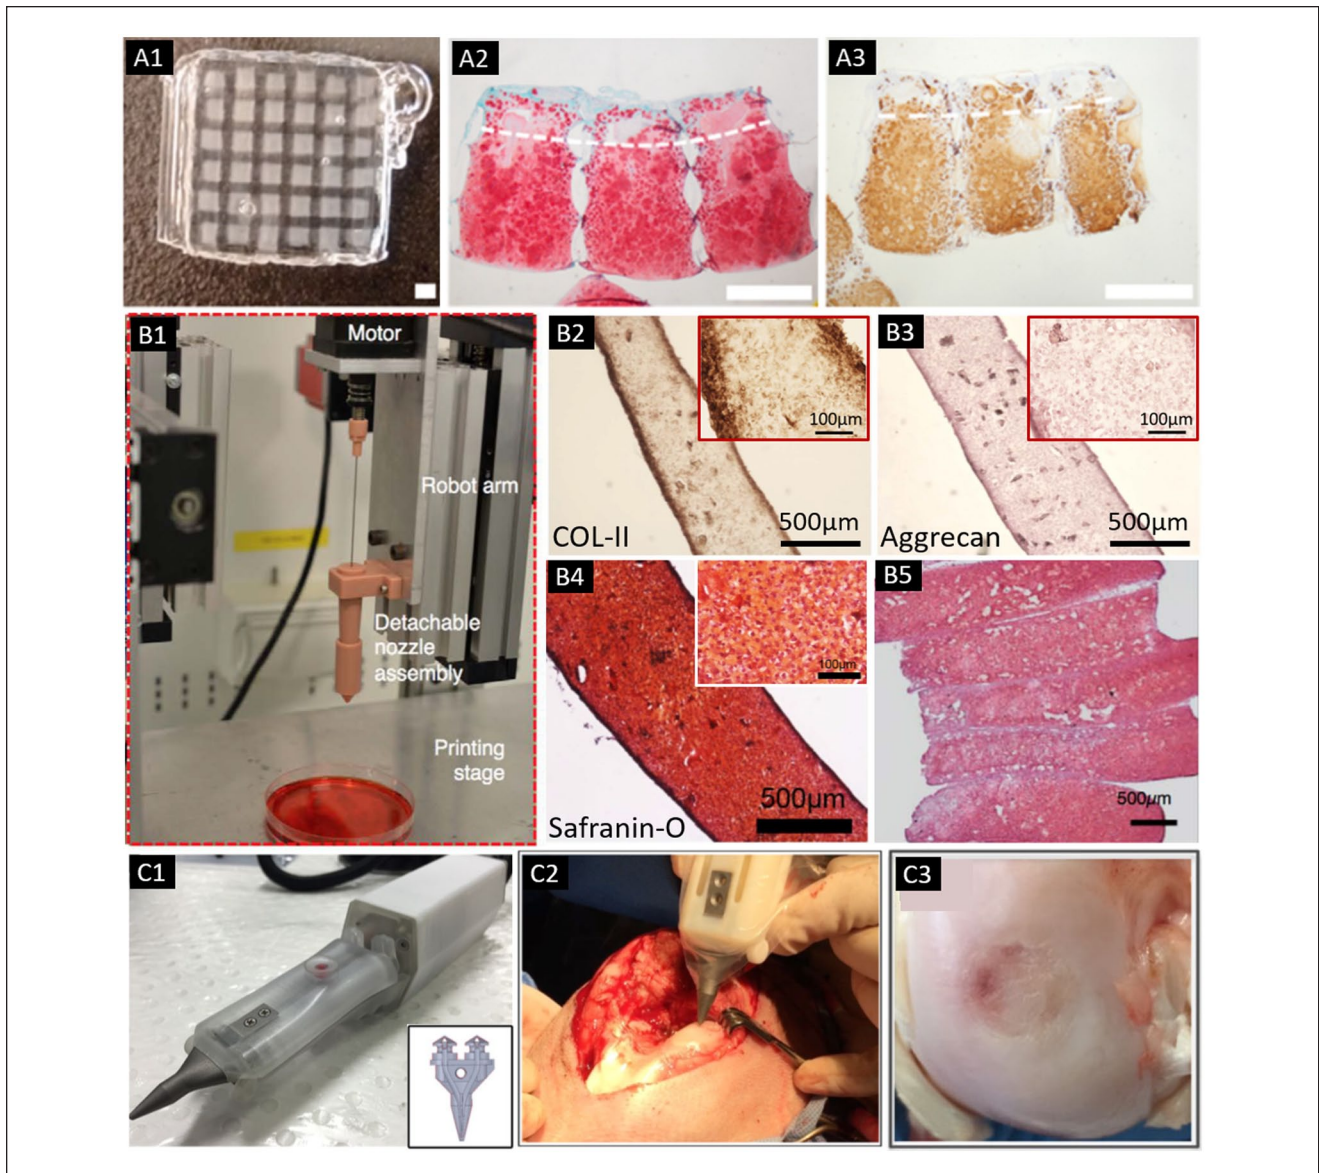 A1
A2
A3
B1
Motor
Robot arm
Detachable
nozzle
assembly
Printing
stage
B2
100μm
500μm
COL-II
B3
100μm
500μm
Aggrecan
B4
100μm
500μm
Safranin-O
B5
500μm
C1
C2
C3